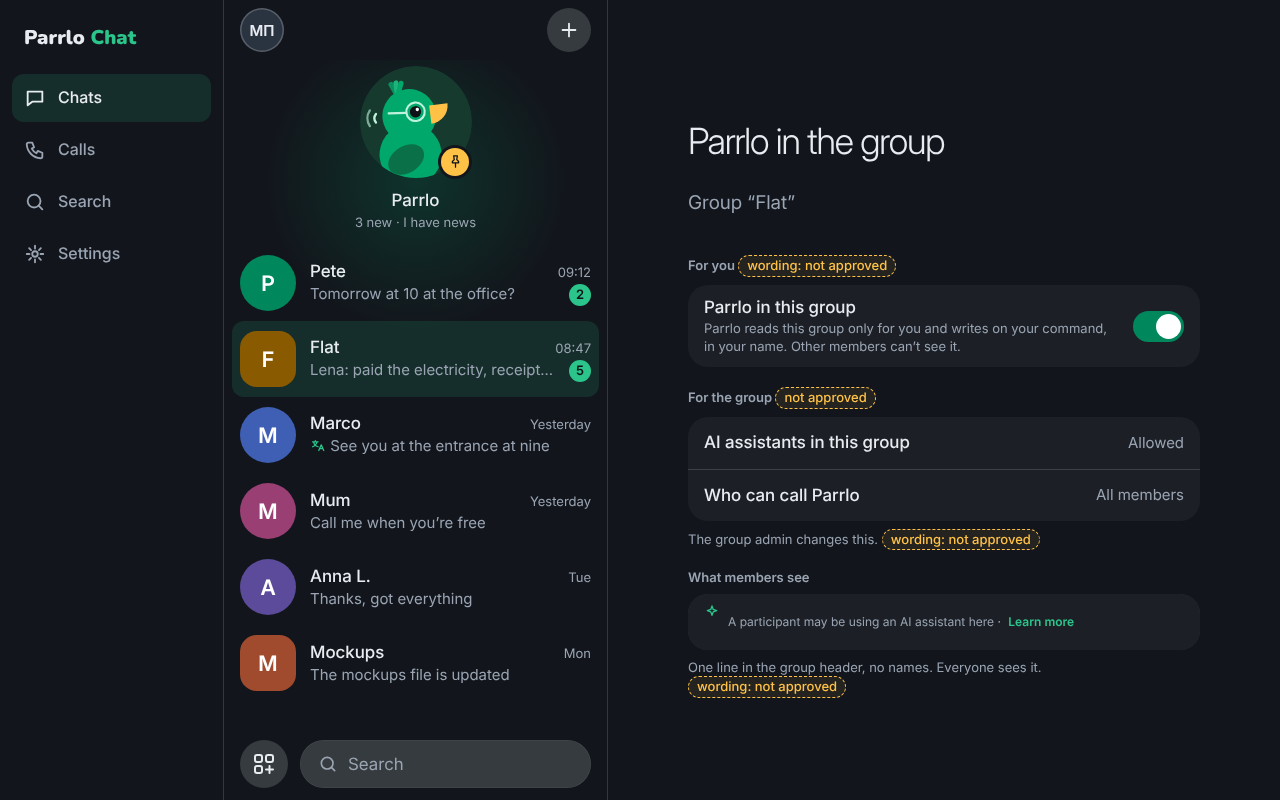 Parrlo Chat
Chats
Calls
Search
Settings
МП
Parrlo
3 new · I have news
P
Pete
09:12
Tomorrow at 10 at the office?
2
F
Flat
08:47
Lena: paid the electricity, receipt...
5
M
Marco
Yesterday
See you at the entrance at nine
M
Mum
Yesterday
Call me when you’re free
A
Anna L.
Tue
Thanks, got everything
M
Mockups
Mon
The mockups file is updated
Search
Parrlo in the group
Group “Flat”
For you wording: not approved
Parrlo in this group
Parrlo reads this group only for you and writes on your command,
in your name. Other members can’t see it.
For the group not approved
AI assistants in this group
Allowed
Who can call Parrlo
All members
The group admin changes this. wording: not approved
What members see
A participant may be using an AI assistant here · Learn more
One line in the group header, no names. Everyone sees it.
wording: not approved